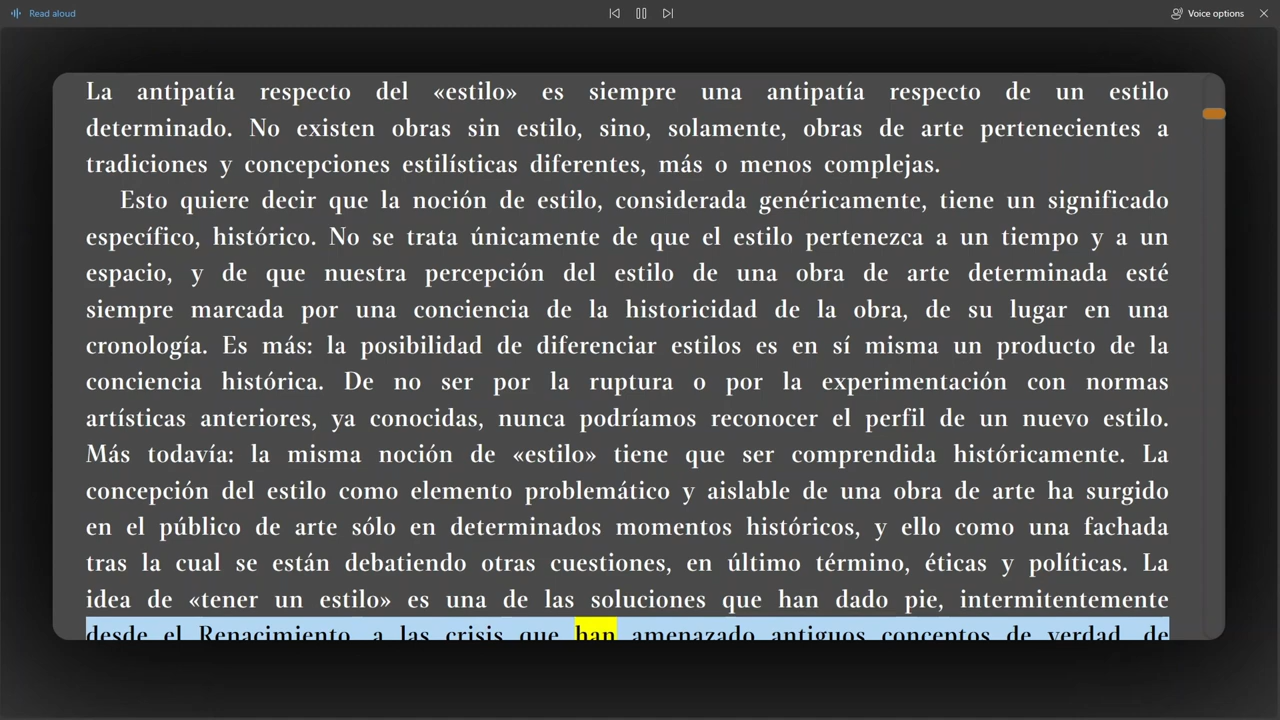 Read aloud
Voice options
La antipatía respecto del «estilo» es siempre una antipatía respecto de un estilo
determinado. No existen obras sin estilo, sino, solamente, obras de arte pertenecientes a
tradiciones y concepciones estilísticas diferentes, más o menos complejas.
Esto quiere decir que la noción de estilo, considerada genéricamente, tiene un significado
específico, histórico. No se trata únicamente de que el estilo pertenezca a un tiempo y a un
espacio, y de que nuestra percepción del estilo de una obra de arte determinada esté
siempre marcada por una conciencia de la historicidad de la obra, de su lugar en una
cronología. Es más: la posibilidad de diferenciar estilos es en sí misma un producto de la
conciencia histórica. De no ser por la ruptura o por la experimentación con normas
artísticas anteriores, ya conocidas, nunca podríamos reconocer el perfil de un nuevo estilo.
Más todavía: la misma noción de «estilo» tiene que ser comprendida históricamente. La
concepción del estilo como elemento problemático y aislable de una obra de arte ha surgido
en el público de arte sólo en determinados momentos históricos, y ello como una fachada
tras la cual se están debatiendo otras cuestiones, en último término, éticas y políticas. La
idea de «tener un estilo» es una de las soluciones que han dado pie, intermitentemente
desde el Renacimiento, a las crisis que han amenazado antiguos conceptos de verdad, de